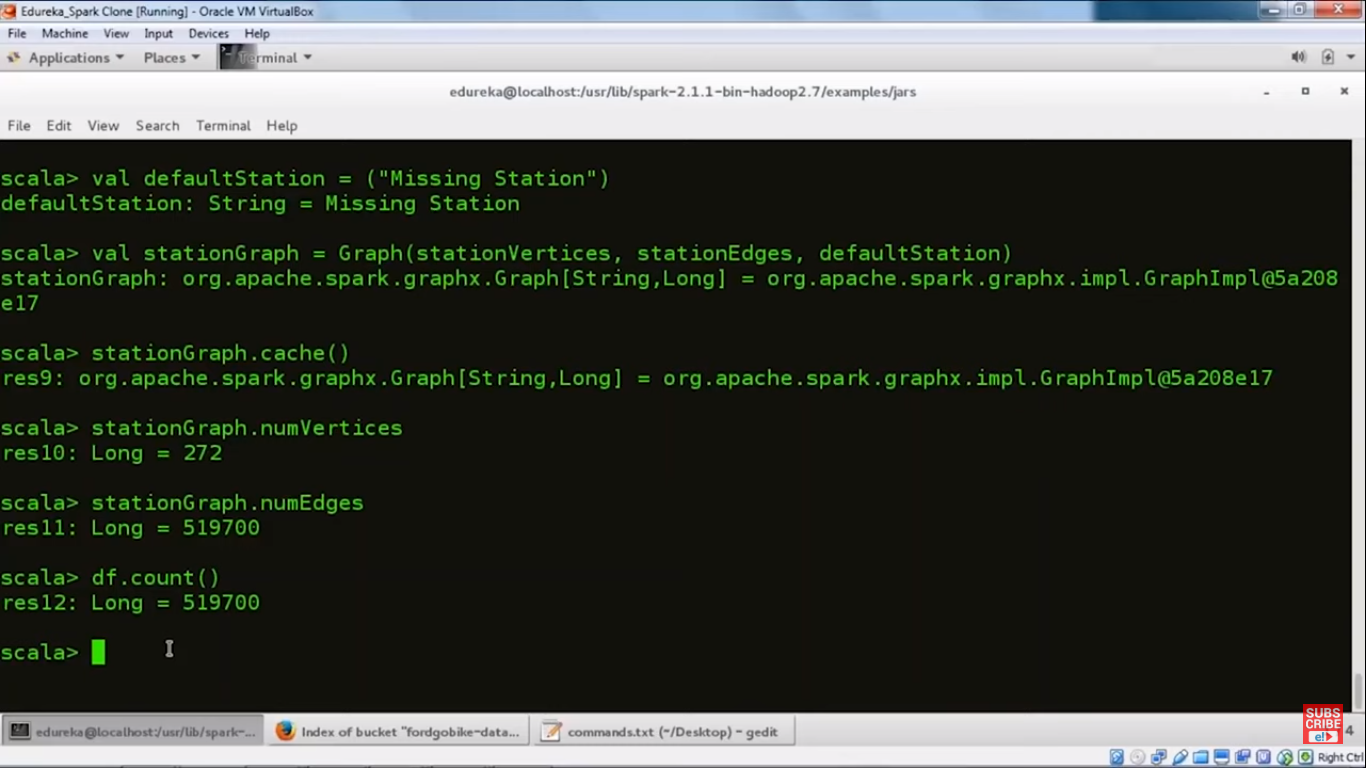 Edureka_Spark Clone [Running] - Oracle VM VirtualBox
File Machine View Input Devices Help
Applications Places Terminal
edureka@localhost:/usr/lib/spark-2.1.1-bin-hadoop2.7/examples/jars
File Edit View Search Terminal Help
scala> val defaultStation = ("Missing Station")
defaultStation: String = Missing Station
scala> val stationGraph = Graph(stationVertices, stationEdges, defaultStation)
stationGraph: org.apache.spark.graphx.Graph[String,Long] = org.apache.spark.graphx.impl.GraphImpl@5a208
e17
scala> stationGraph.cache()
res9: org.apache.spark.graphx.Graph[String,Long] = org.apache.spark.graphx.impl.GraphImpl@5a208e17
scala> stationGraph.numVertices
res10: Long = 272
scala> stationGraph.numEdges
res11: Long = 519700
scala> df.count()
res12: Long = 519700
scala>
edureka@localhost:/usr/lib/spark-... Index of bucket "fordgobike-data... commands.txt (~/Desktop) - gedit
SUBS
CRIBE
e!
4
Right Ctrl